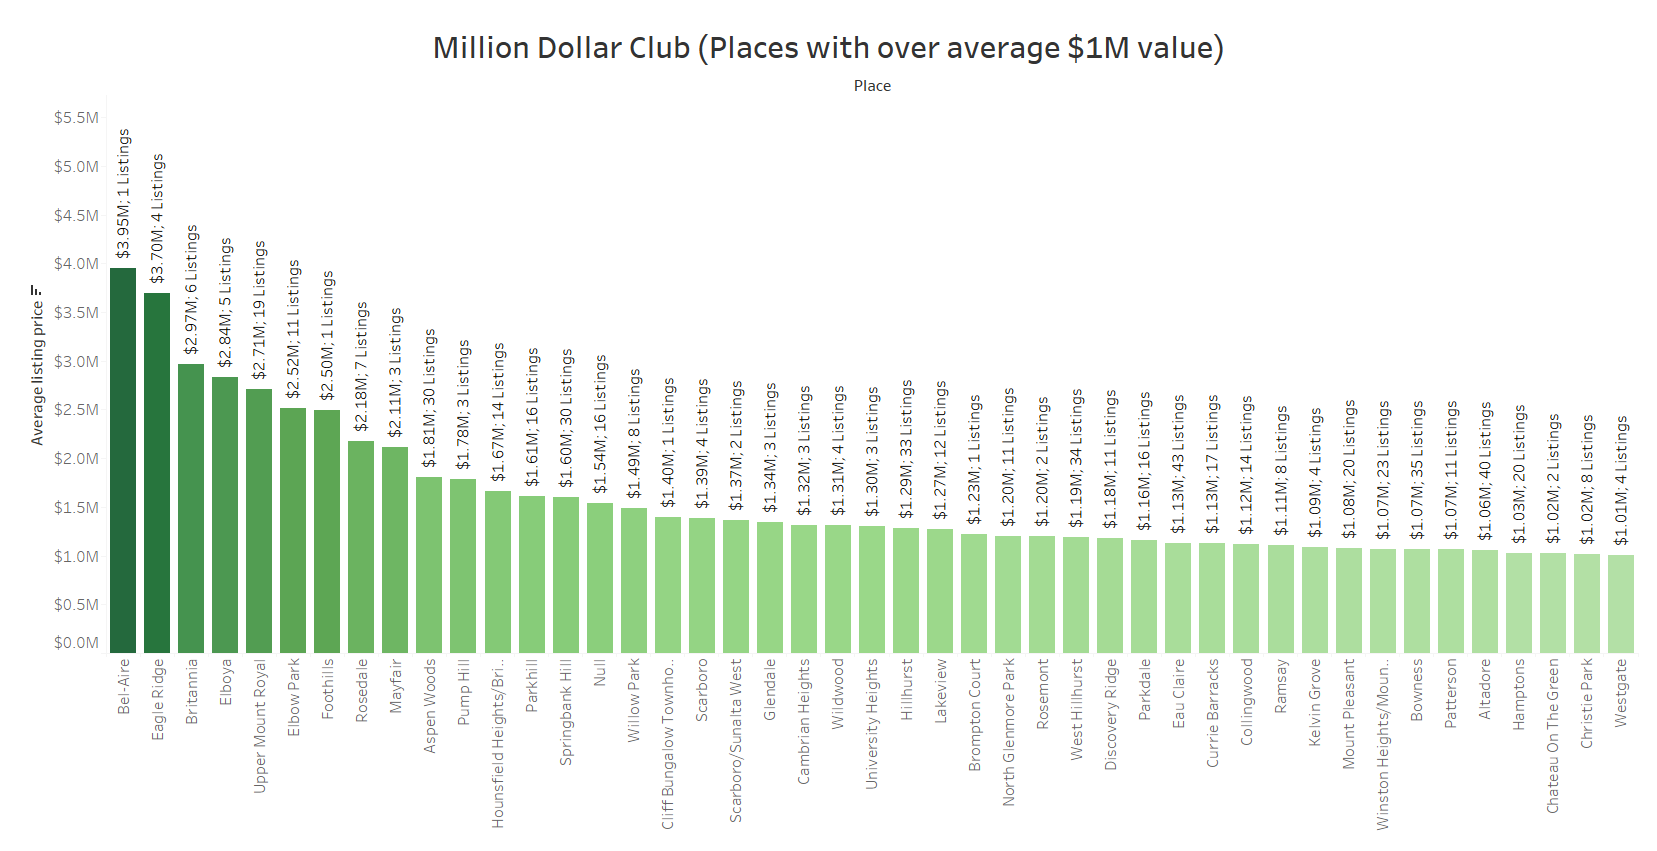 Million Dollar Club (Places with over average $1M value)
Place
Average listing price
$5.5M
$5.0M
$4.5M
$4.0M
$3.5M
$3.0M
$2.5M
$2.0M
$1.5M
$1.0M
$0.5M
$0.0M
$3.95M; 1 Listings
$3.70M; 4 Listings
$2.97M; 6 Listings
$2.84M; 5 Listings
$2.71M; 19 Listings
$2.52M; 11 Listings
$2.50M; 1 Listings
$2.18M; 7 Listings
$2.11M; 3 Listings
$1.81M; 30 Listings
$1.78M; 3 Listings
$1.67M; 14 Listings
$1.61M; 16 Listings
$1.60M; 30 Listings
$1.54M; 16 Listings
$1.49M; 8 Listings
$1.40M; 1 Listings
$1.39M; 4 Listings
$1.37M; 2 Listings
$1.34M; 3 Listings
$1.32M; 3 Listings
$1.31M; 4 Listings
$1.30M; 3 Listings
$1.29M; 33 Listings
$1.27M; 12 Listings
$1.23M; 1 Listings
$1.20M; 11 Listings
$1.20M; 2 Listings
$1.19M; 34 Listings
$1.18M; 11 Listings
$1.16M; 16 Listings
$1.13M; 43 Listings
$1.13M; 17 Listings
$1.12M; 14 Listings
$1.11M; 8 Listings
$1.09M; 4 Listings
$1.08M; 20 Listings
$1.07M; 23 Listings
$1.07M; 35 Listings
$1.07M; 11 Listings
$1.06M; 40 Listings
$1.03M; 20 Listings
$1.02M; 2 Listings
$1.02M; 8 Listings
$1.01M; 4 Listings
Bel-Aire
Eagle Ridge
Britannia
Elboya
Upper Mount Royal
Elbow Park
Foothills
Rosedale
Mayfair
Aspen Woods
Pump Hill
Hounsfield Heights/Bri..
Parkhill
Springbank Hill
Null
Willow Park
Cliff Bungalow Townho..
Scarboro
Scarboro/Sunalta West
Glendale
Cambrian Heights
Wildwood
University Heights
Hillhurst
Lakeview
Brompton Court
North Glenmore Park
Rosemont
West Hillhurst
Discovery Ridge
Parkdale
Eau Claire
Currie Barracks
Collingwood
Ramsay
Kelvin Grove
Mount Pleasant
Winston Heights/Moun..
Bowness
Patterson
Altadore
Hamptons
Chateau On The Green
Christie Park
Westgate